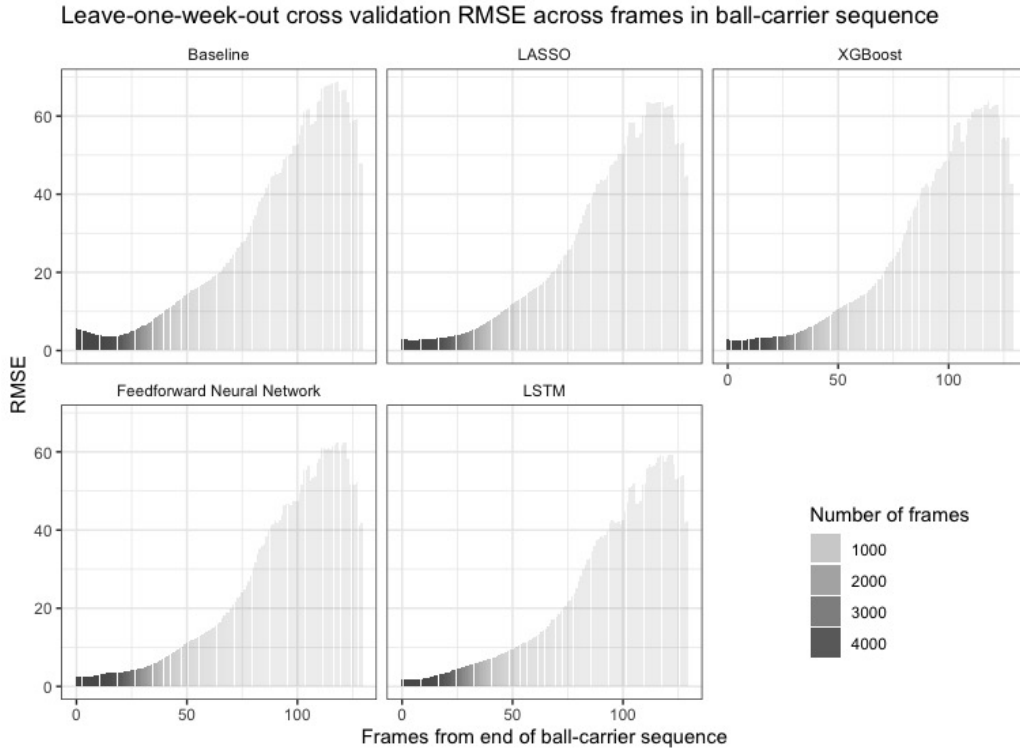 Leave-one-week-out cross validation RMSE across frames in ball-carrier sequence
Baseline
LASSO
XGBoost
60
40
20
0
0
50
100
Feedforward Neural Network
LSTM
60
40
20
0
0
50
100
0
50
100
RMSE
Frames from end of ball-carrier sequence
Number of frames
1000
2000
3000
4000